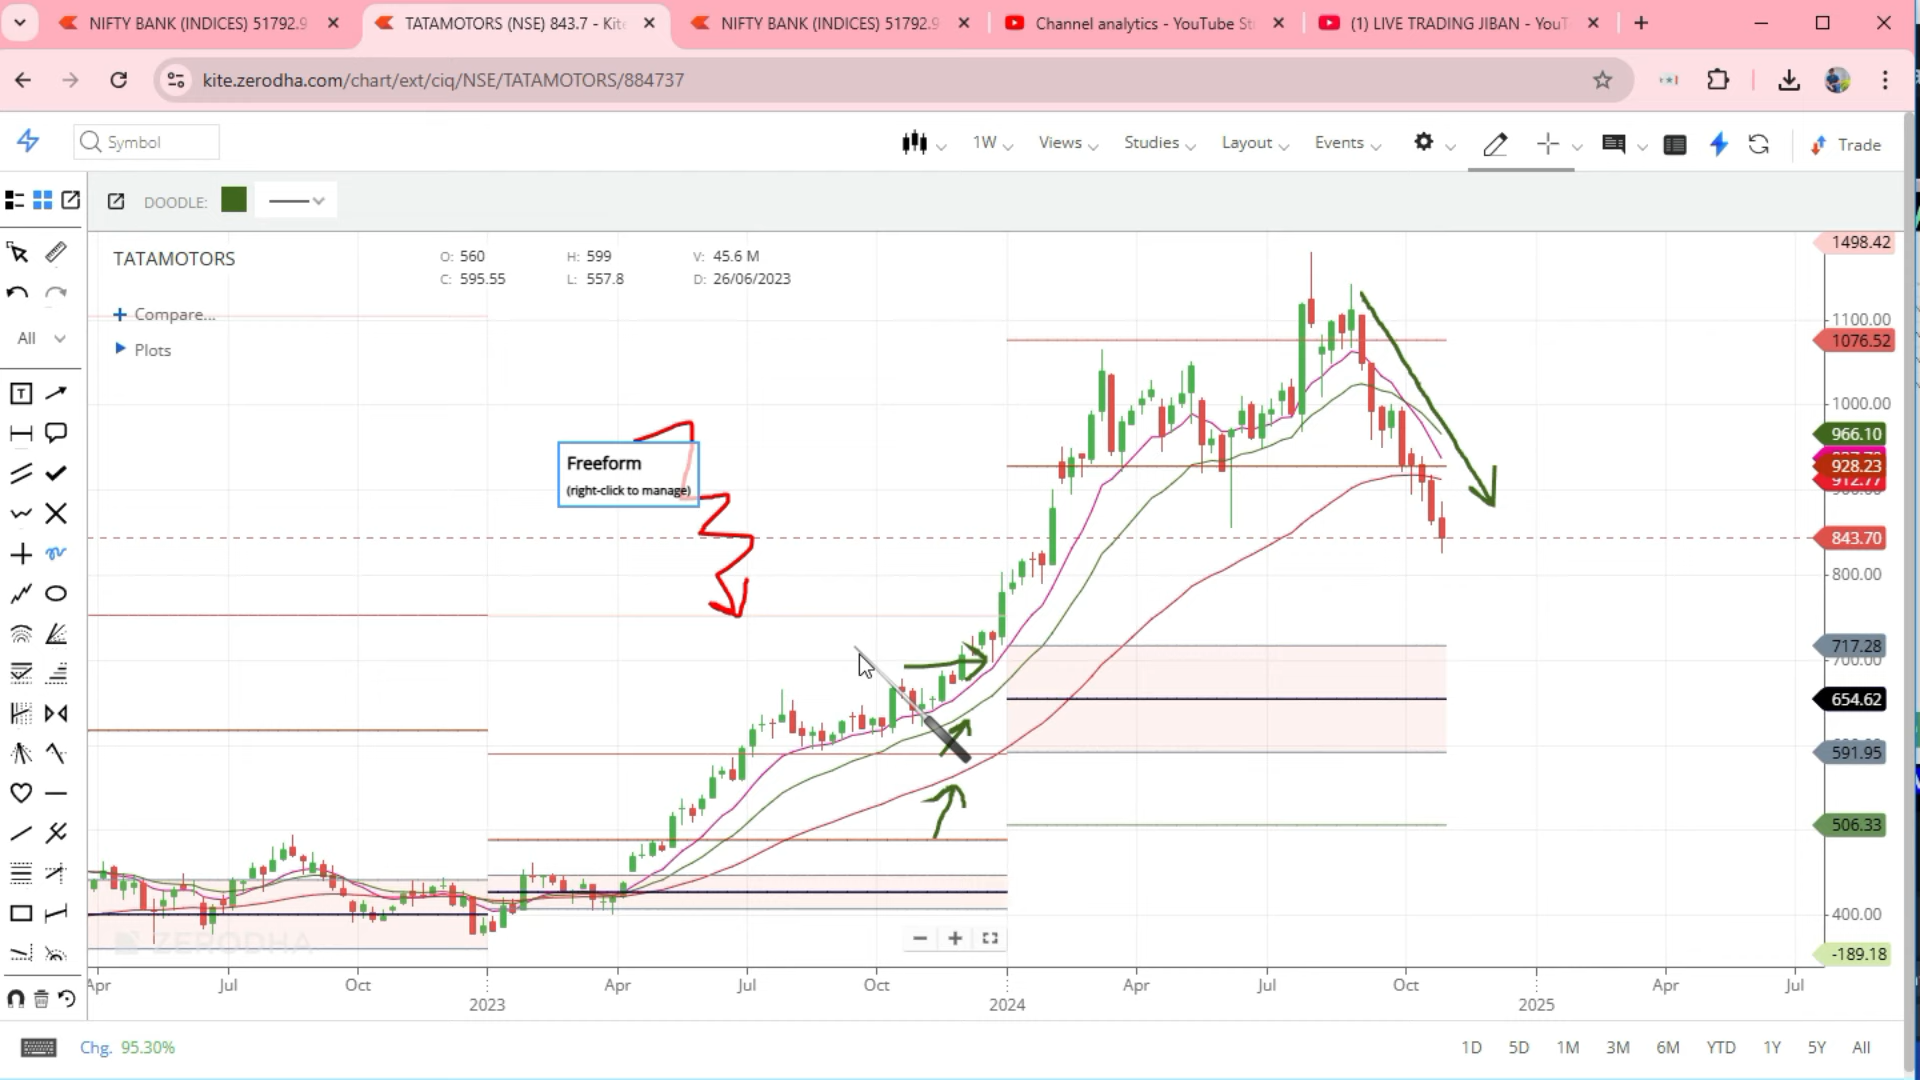 NIFTY BANK (INDICES) 51792.9
TATAMOTORS (NSE) 843.7 - Kite
NIFTY BANK (INDICES) 51792.9
Channel analytics - YouTube St
(1) LIVE TRADING JIBAN - YouT
kite.zerodha.com/chart/ext/ciq/NSE/TATAMOTORS/884737
Symbol
1W
Views
Studies
Layout
Events
Trade
DOODLE:
TATAMOTORS
O: 560
H: 599
V: 45.6 M
C: 595.55
L: 557.8
D: 26/06/2023
Compare...
Plots
All
T
Freeform
(right-click to manage)
1498.42
1100.00
1076.52
1000.00
966.10
928.23
912.77
843.70
800.00
717.28
700.00
654.62
591.95
506.33
400.00
-189.18
ZERODHA
Apr
Jul
Oct
2023
Apr
Jul
Oct
2024
Apr
Jul
Oct
2025
Apr
Jul
Chg. 95.30%
1D
5D
1M
3M
6M
YTD
1Y
5Y
All